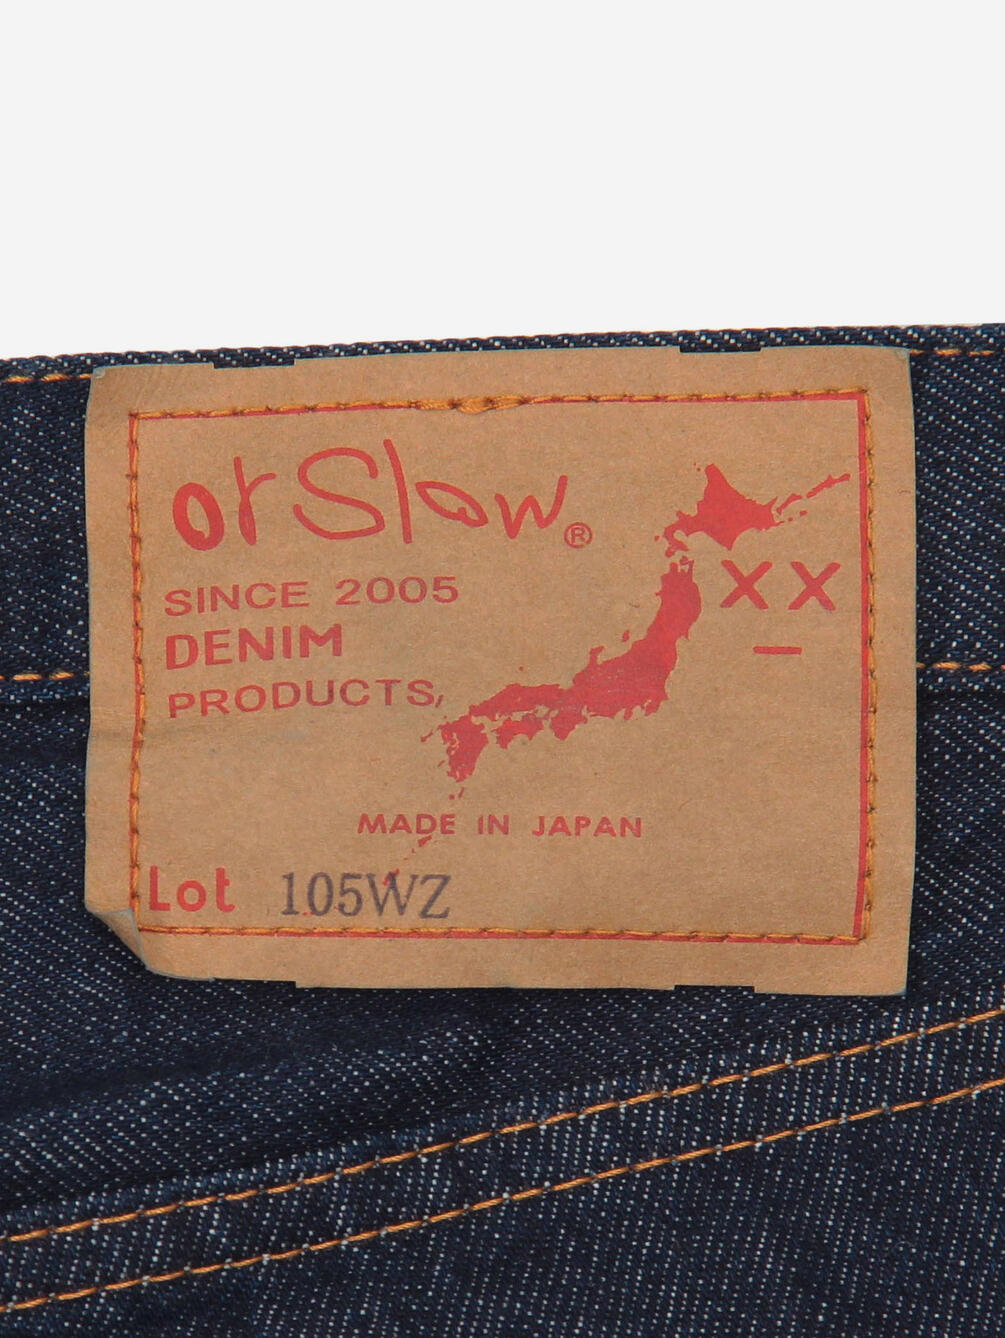 orSlow®
SINCE 2005
DENIM
PRODUCTS,
XX
MADE IN JAPAN
Lot 105WZ